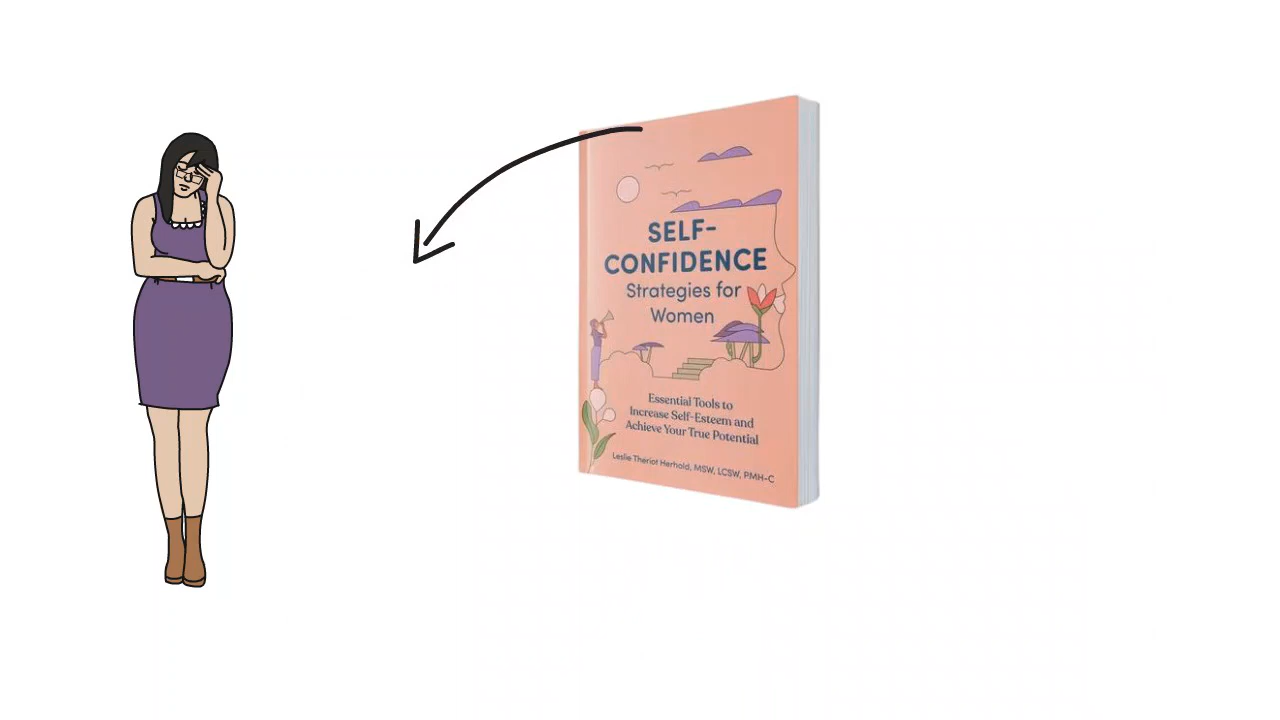 SELF-
CONFIDENCE
Strategies for
Women
Essential Tools to
Increase Self-Esteem and
Achieve Your True Potential
Leslie Theriot Herhold, MSW, LCSW, PMH-C